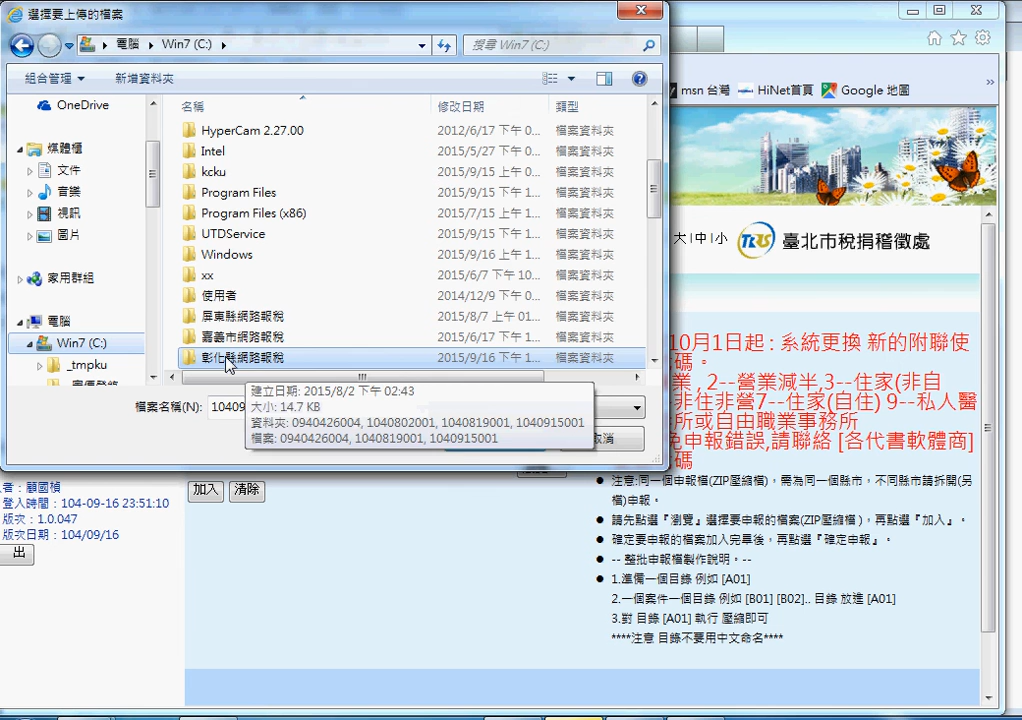 選擇要上傳的檔案
電腦 ▸ Win7 (C:) ▸
搜尋 Win7 (C:)
組合管理 ▼ 新增資料夾
OneDrive
媒體櫃
文件
音樂
視訊
圖片
家用群組
電腦
Win7 (C:)
_tmpku
名稱 修改日期 類型
HyperCam 2.27.00 2012/6/17 下午 0... 檔案資料夾
Intel 2015/5/27 下午 0... 檔案資料夾
kcku 2015/9/15 上午 0... 檔案資料夾
Program Files 2015/9/15 下午 1... 檔案資料夾
Program Files (x86) 2015/7/15 上午 1... 檔案資料夾
UTDService 2015/9/15 下午 1... 檔案資料夾
Windows 2015/9/16 上午 1... 檔案資料夾
xx 2015/6/7 下午 10... 檔案資料夾
使用者 2014/12/9 下午 0... 檔案資料夾
屏東縣網路報稅 2015/8/7 上午 01... 檔案資料夾
嘉義市網路報稅 2015/6/17 下午 1... 檔案資料夾
彰化縣網路報稅 2015/9/16 下午 1... 檔案資料夾
檔案名稱(N): 10409
建立日期: 2015/8/2 下午 02:43
大小: 14.7 KB
資料夾: 0940426004, 1040802001, 1040819001, 1040915001
檔案: 0940426004, 1040819001, 1040915001
取消
msn 台灣 HiNet首頁 Google 地圖
大|中|小 臺北市稅捐稽徵處
10月1日起 : 系統更換 新的附聯使
碼。
業 , 2--營業減半,3--住家(非自
非住非營7--住家(自住) 9--私人醫
所或自由職業事務所
免申報錯誤,請聯絡 [各代書軟體商]
碼
者 : 顧國楨
登入時間 : 104-09-16 23:51:10
版次 : 1.0.047
版次日期 : 104/09/16
出
加入 清除
● 注意:同一個申報檔(ZIP壓縮檔),需為同一個縣市,不同縣市請拆開(另
檔)申報。
● 請先點選『瀏覽』選擇要申報的檔案(ZIP壓縮檔),再點選『加入』。
● 確定要申報的檔案加入完畢後,再點選『確定申報』。
● -- 整批申報檔製作說明。--
● 1.準備一個目錄 例如 [A01]
2.一個案件一個目錄 例如 [B01] [B02].. 目錄 放進 [A01]
3.對 目錄 [A01] 執行 壓縮即可
****注意 目錄不要用中文命名****